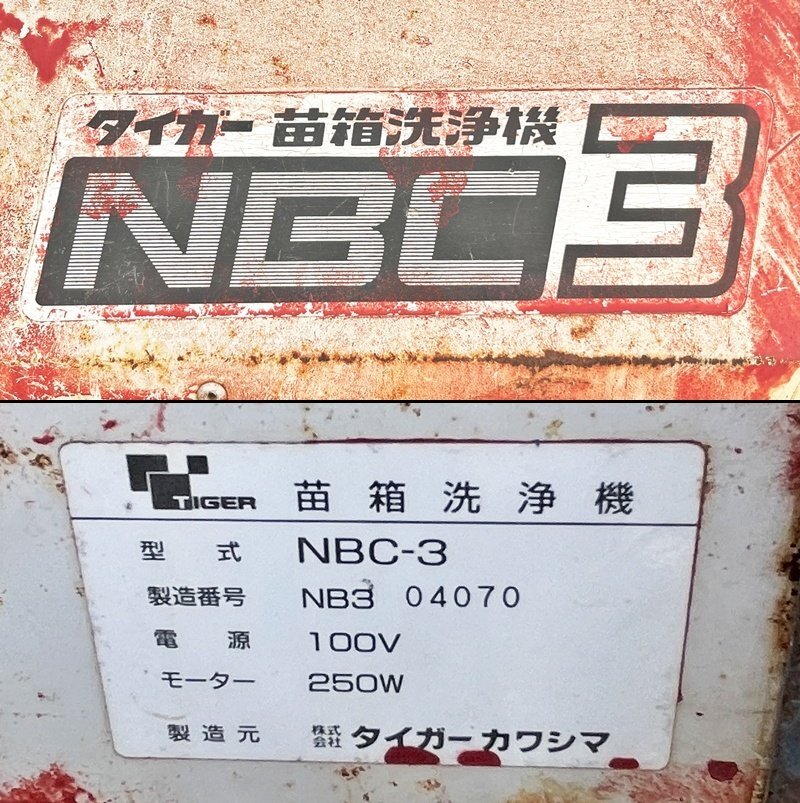 タイガー 苗箱洗浄機
NBC3
TIGER 苗箱洗浄機
型式 NBC-3
製造番号 NB3 04070
電源 100V
モーター 250W
製造元 株式会社 タイガーカワシマ